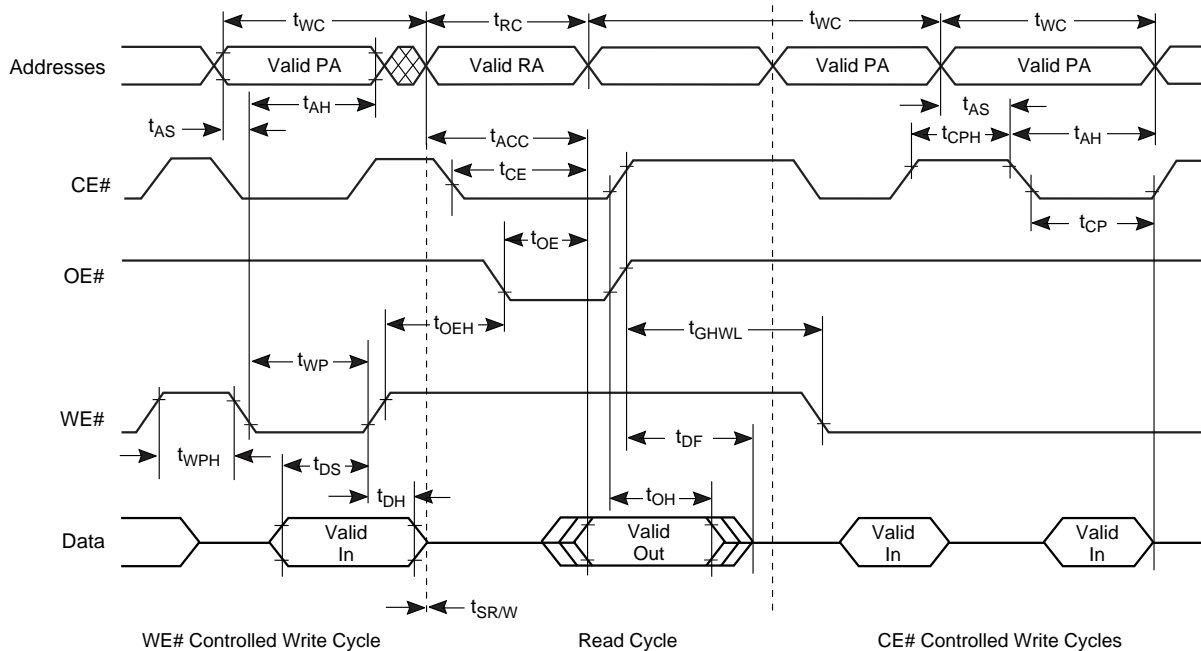 tWC tRC tWC tWC
Addresses Valid PA Valid RA Valid PA Valid PA
tAH tAS
tAS tACC tCPH tAH
CE# tCE
tCP
tOE
OE#
tOEH tGHWL
tWP
WE#
tWPH tDS tDF
tDH tOH
Data Valid In Valid Out Valid In Valid In
tSR/W
WE# Controlled Write Cycle Read Cycle CE# Controlled Write Cycles